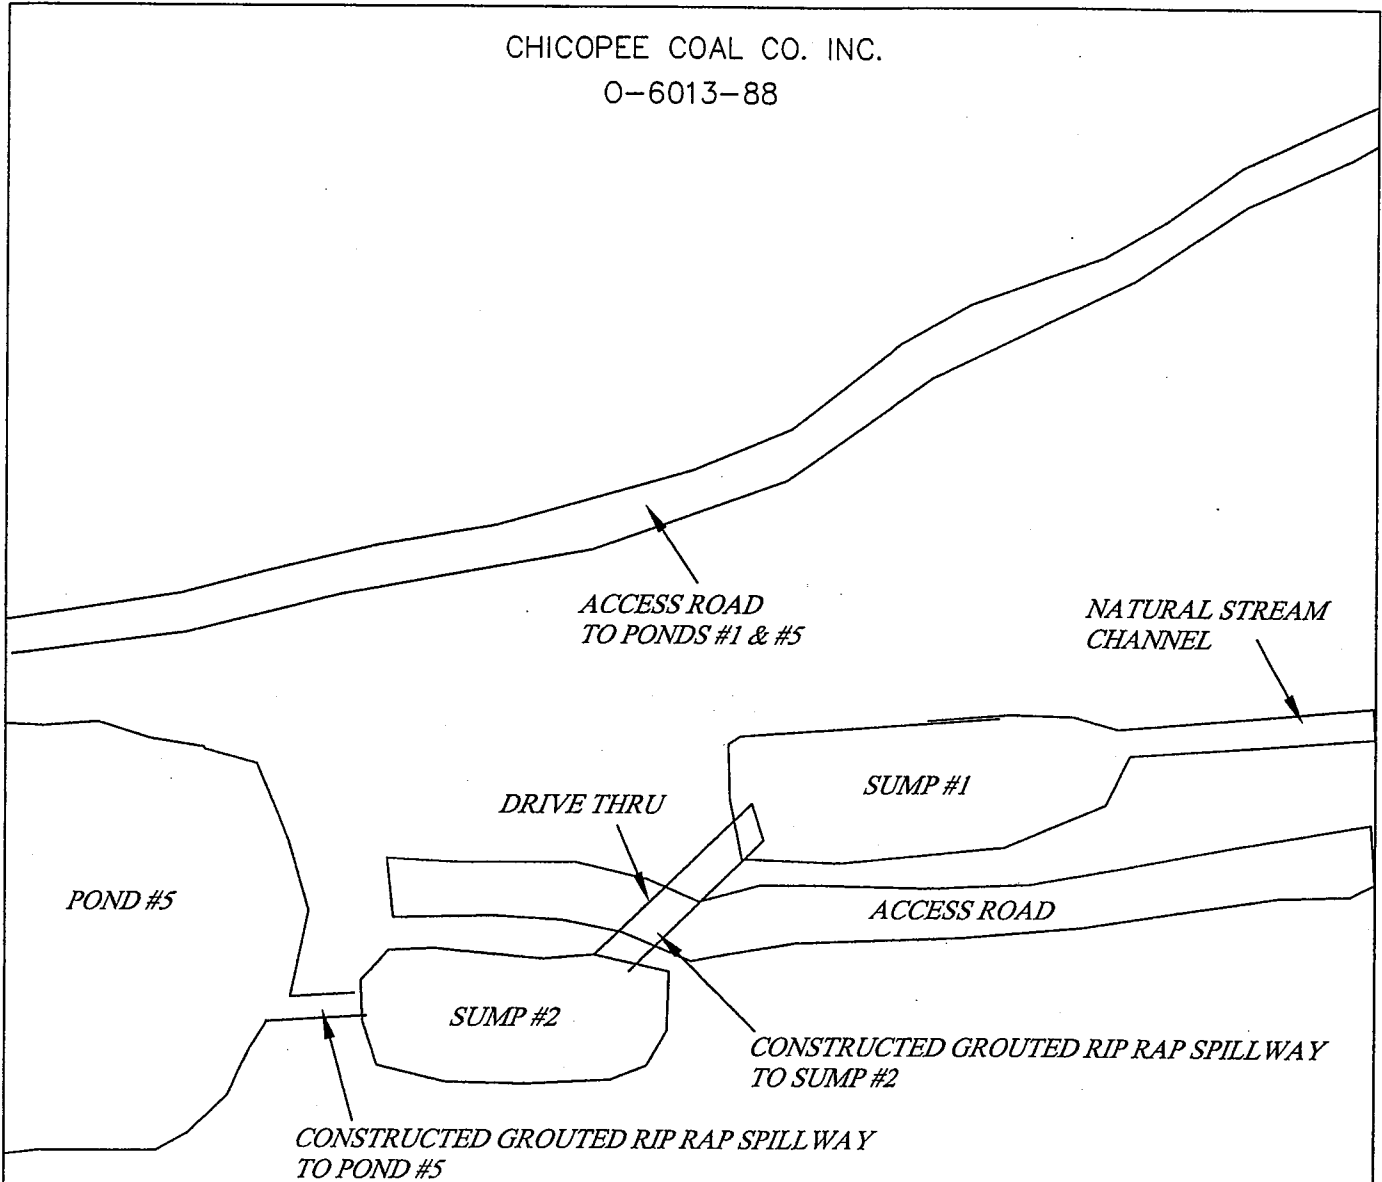 CHICOPEE COAL CO. INC.
O-6013-88
ACCESS ROAD
TO PONDS #1 & #5
NATURAL STREAM
CHANNEL
SUMP #1
DRIVE THRU
POND #5
ACCESS ROAD
SUMP #2
CONSTRUCTED GROUTED RIP RAP SPILLWAY
TO SUMP #2
CONSTRUCTED GROUTED RIP RAP SPILLWAY
TO POND #5